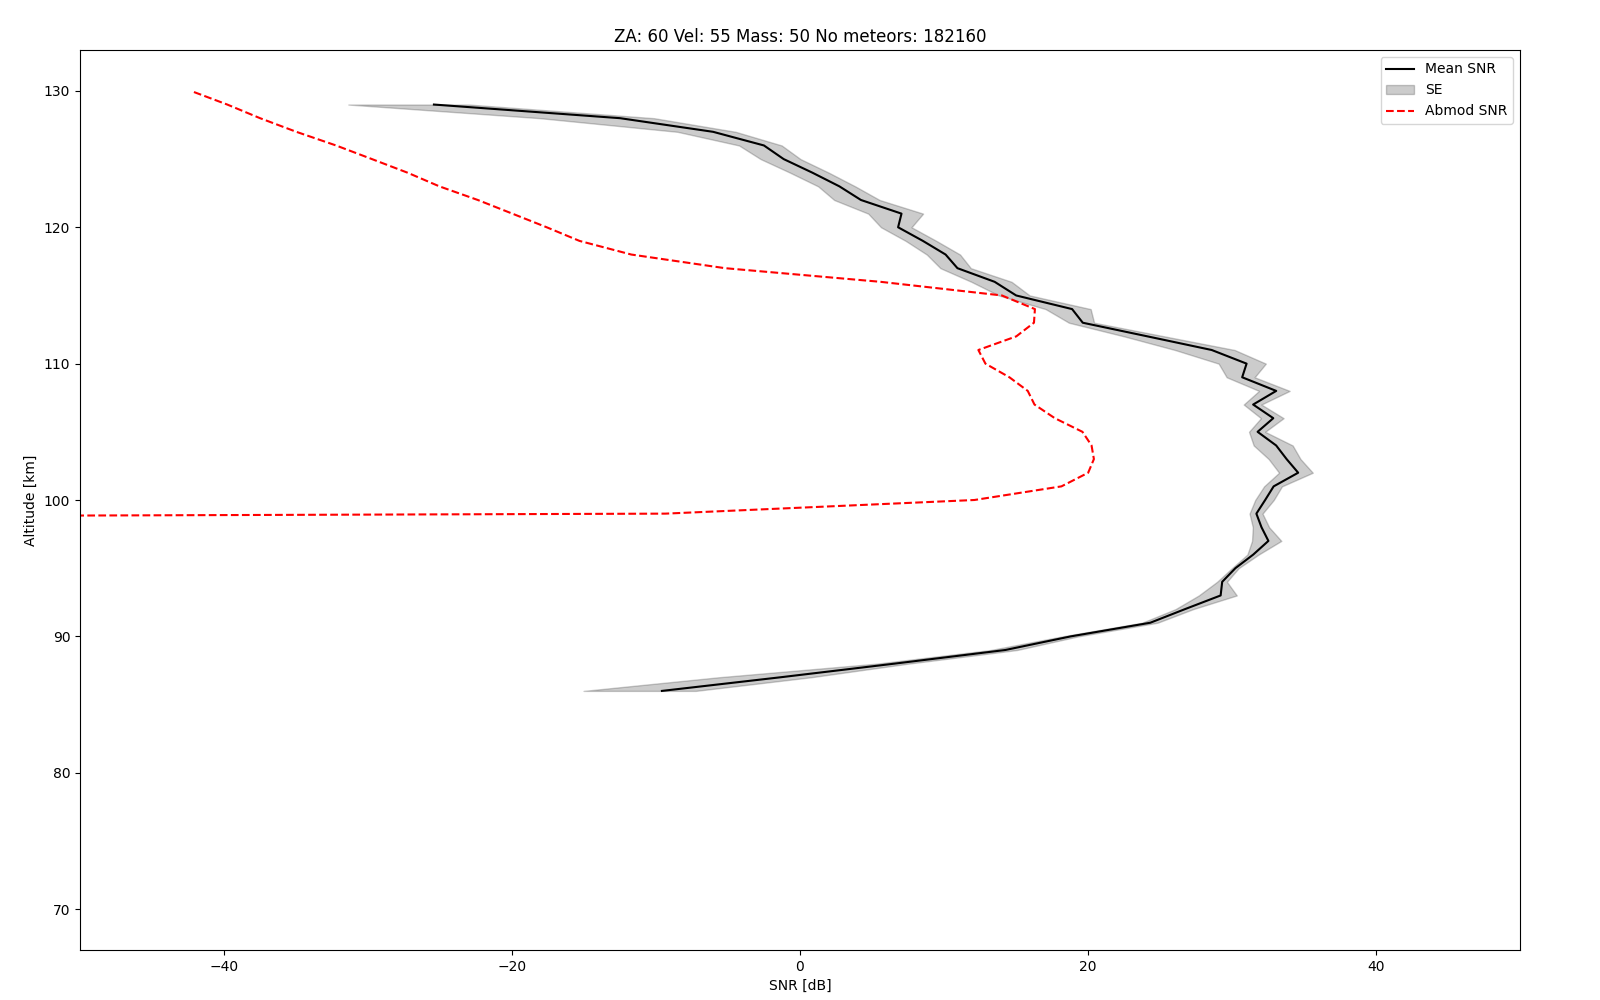 ZA: 60 Vel: 55 Mass: 50 No meteors: 182160
Mean SNR
SE
Abmod SNR
130
120
110
100
90
80
70
Altitude [km]
−40
−20
0
20
40
SNR [dB]